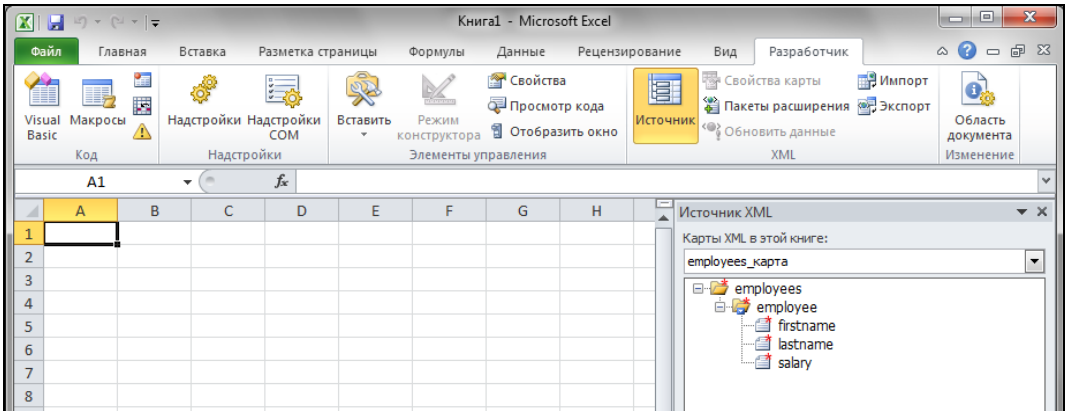 Книга1 - Microsoft Excel
Файл Главная Вставка Разметка страницы Формулы Данные Рецензирование Вид Разработчик
Visual Basic
Макросы
Код
Надстройки
Надстройки COM
Надстройки
Вставить
Режим конструктора
Свойства
Просмотр кода
Отобразить окно
Элементы управления
Источник
Свойства карты
Пакеты расширения
Обновить данные
Импорт
Экспорт
XML
Область документа
Изменение
A1 fx
A B C D E F G H
1
2
3
4
5
6
7
8
Источник XML
Карты XML в этой книге:
employees_карта
employees
employee
firstname
lastname
salary